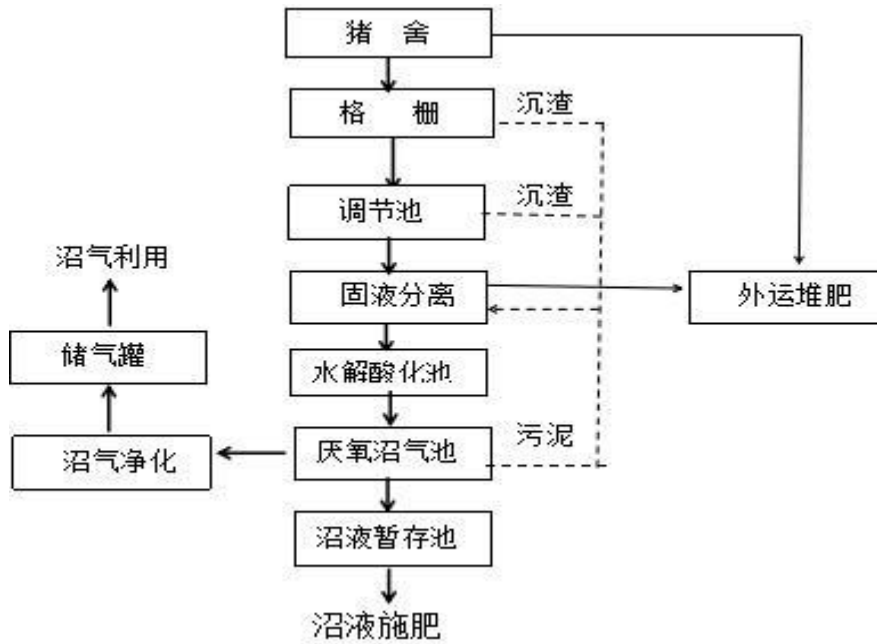 猪 舍
格 栅
沉渣
调节池
沉渣
沼气利用
固液分离
外运堆肥
储气罐
水解酸化池
污泥
沼气净化
厌氧沼气池
沼液暂存池
沼液施肥